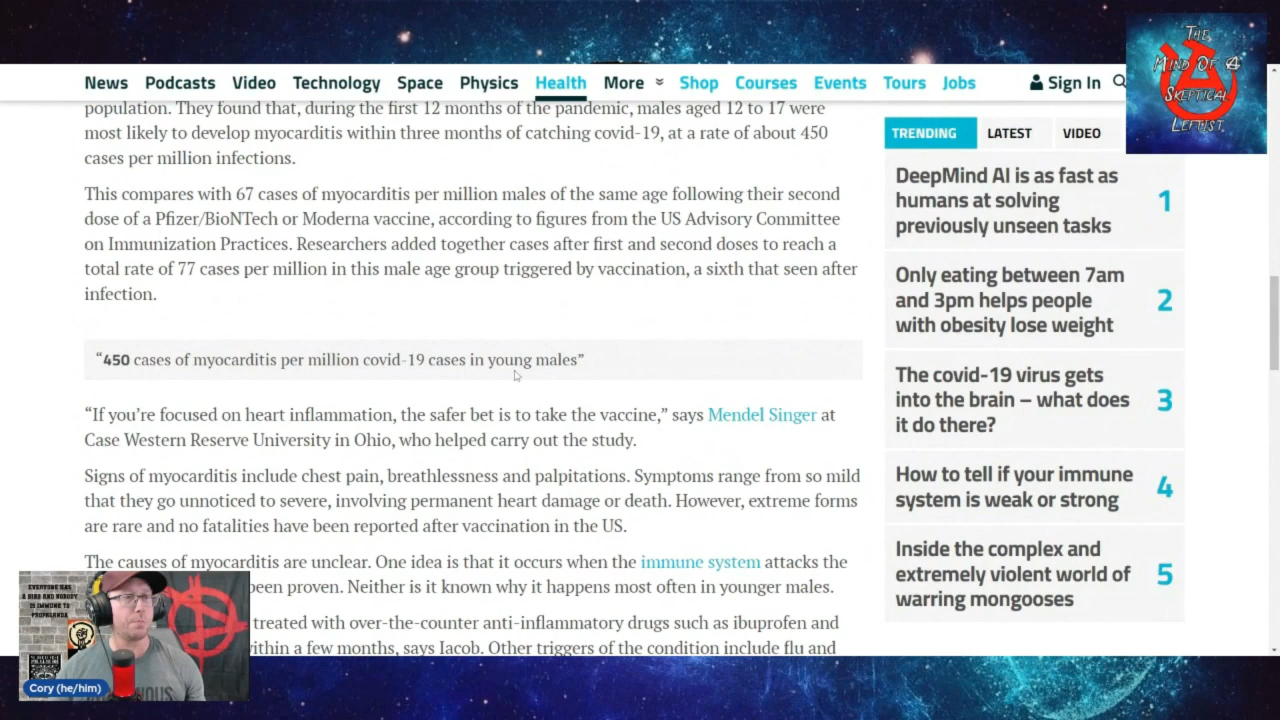 THE
MIND OF A
SKEPTICAL
LEFTIST
News Podcasts Video Technology Space Physics Health More Shop Courses Events Tours Jobs Sign In
population. They found that, during the first 12 months of the pandemic, males aged 12 to 17 were
most likely to develop myocarditis within three months of catching covid-19, at a rate of about 450
cases per million infections.
This compares with 67 cases of myocarditis per million males of the same age following their second
dose of a Pfizer/BioNTech or Moderna vaccine, according to figures from the US Advisory Committee
on Immunization Practices. Researchers added together cases after first and second doses to reach a
total rate of 77 cases per million in this male age group triggered by vaccination, a sixth that seen after
infection.
“450 cases of myocarditis per million covid-19 cases in young males”
“If you’re focused on heart inflammation, the safer bet is to take the vaccine,” says Mendel Singer at
Case Western Reserve University in Ohio, who helped carry out the study.
Signs of myocarditis include chest pain, breathlessness and palpitations. Symptoms range from so mild
that they go unnoticed to severe, involving permanent heart damage or death. However, extreme forms
are rare and no fatalities have been reported after vaccination in the US.
The causes of myocarditis are unclear. One idea is that it occurs when the immune system attacks the
been proven. Neither is it known why it happens most often in younger males.
treated with over-the-counter anti-inflammatory drugs such as ibuprofen and
within a few months, says Iacob. Other triggers of the condition include flu and
TRENDING LATEST VIDEO
DeepMind AI is as fast as
humans at solving
previously unseen tasks
1
Only eating between 7am
and 3pm helps people
with obesity lose weight
2
The covid-19 virus gets
into the brain – what does
it do there?
3
How to tell if your immune
system is weak or strong
4
Inside the complex and
extremely violent world of
warring mongooses
5
EVERYONE HAS
A BIAS AND NOBODY
IS IMMUNE TO
PROPAGANDA
Cory (he/him)